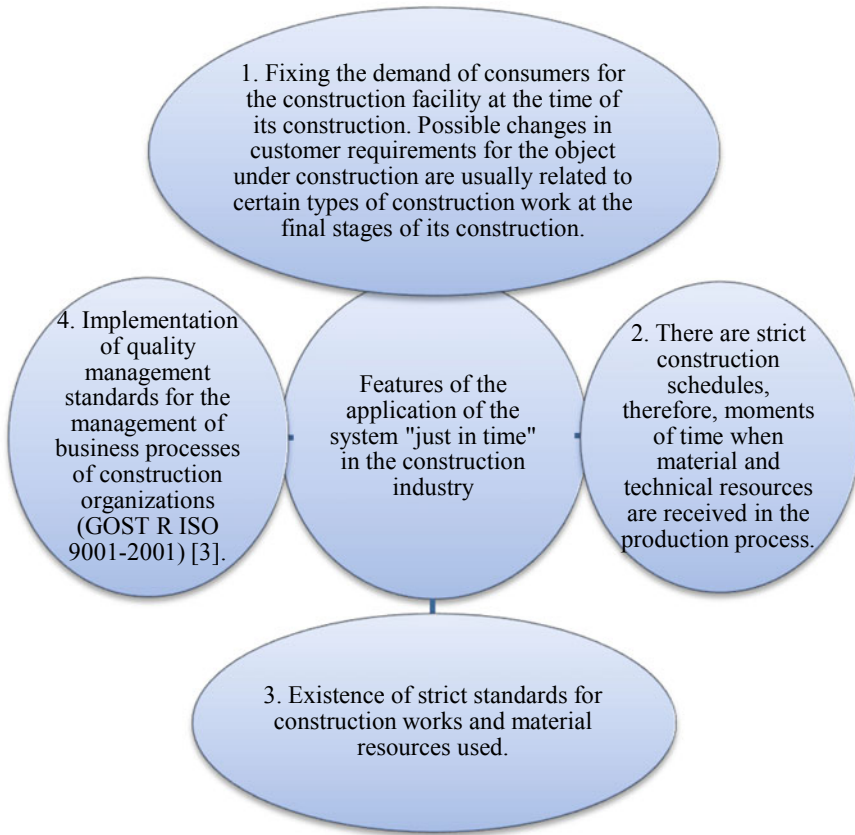 1. Fixing the demand of consumers for
the construction facility at the time of
its construction. Possible changes in
customer requirements for the object
under construction are usually related to
certain types of construction work at the
final stages of its construction.
4. Implementation
of quality
management
standards for the
management of
business processes
of construction
organizations
(GOST R ISO
9001-2001) [3].
Features of the
application of the
system "just in time"
in the construction
industry
2. There are strict
construction
schedules,
therefore, moments
of time when
material and
technical resources
are received in the
production process.
3. Existence of strict standards for
construction works and material
resources used.